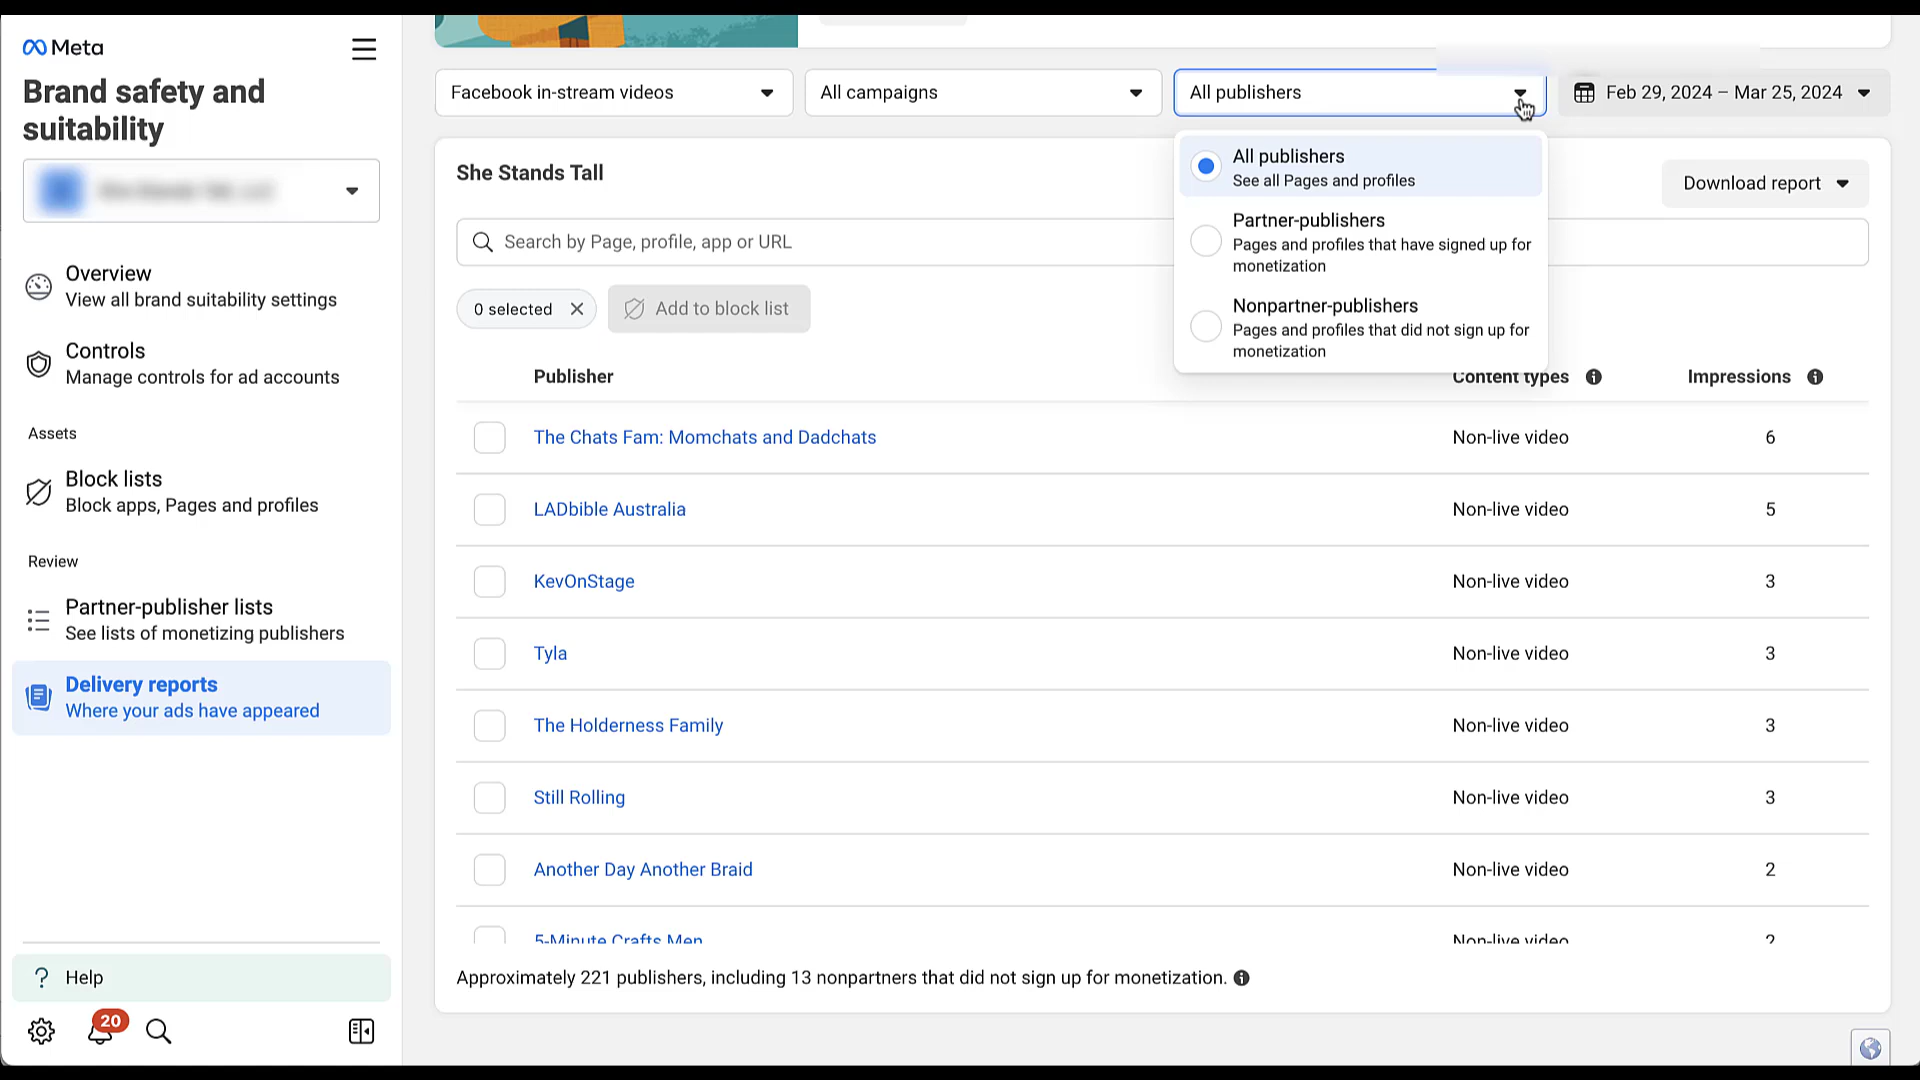 Meta
Brand safety and
suitability
Overview
View all brand suitability settings
Controls
Manage controls for ad accounts
Assets
Block lists
Block apps, Pages and profiles
Review
Partner-publisher lists
See lists of monetizing publishers
Delivery reports
Where your ads have appeared
? Help
20
Facebook in-stream videos
All campaigns
All publishers
Feb 29, 2024 – Mar 25, 2024
All publishers
See all Pages and profiles
Partner-publishers
Pages and profiles that have signed up for
monetization
Nonpartner-publishers
Pages and profiles that did not sign up for
monetization
She Stands Tall
Download report
Search by Page, profile, app or URL
0 selected
Add to block list
Publisher Content types Impressions
The Chats Fam: Momchats and Dadchats Non-live video 6
LADbible Australia Non-live video 5
KevOnStage Non-live video 3
Tyla Non-live video 3
The Holderness Family Non-live video 3
Still Rolling Non-live video 3
Another Day Another Braid Non-live video 2
5-Minute Crafts Men Non-live video 2
Approximately 221 publishers, including 13 nonpartners that did not sign up for monetization.